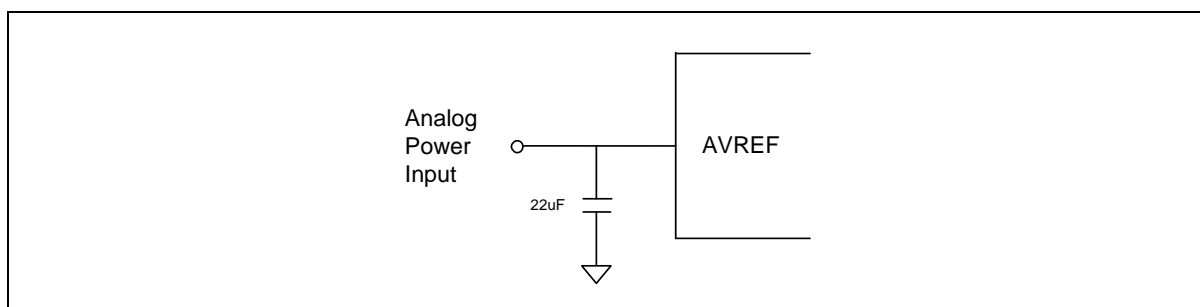 Analog
Power
Input
AVREF
22uF